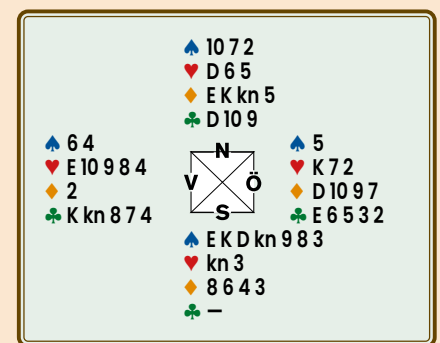 ♠ 10 7 2
♥ D 6 5
♦ E K kn 5
♣ D 10 9
♠ 6 4
♥ E 10 9 8 4
♦ 2
♣ K kn 8 7 4
N
V Ö
S
♠ 5
♥ K 7 2
♦ D 10 9 7
♣ E 6 5 3 2
♠ E K D kn 9 8 3
♥ kn 3
♦ 8 6 4 3
♣ –